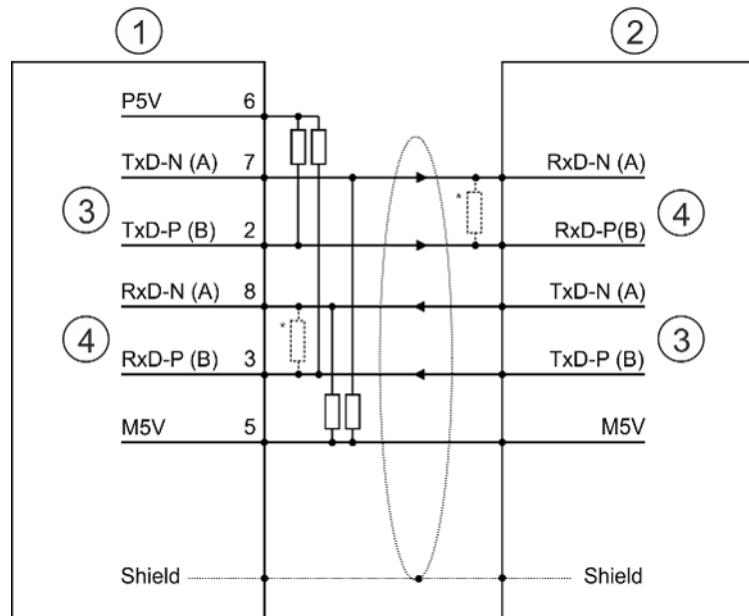 1 2
P5V 6
TxD-N (A) 7 RxD-N (A)
* 
3 TxD-P (B) 2 RxD-P(B) 4
RxD-N (A) 8 TxD-N (A)
*
4 RxD-P (B) 3 TxD-P (B) 3
M5V 5 M5V
Shield Shield